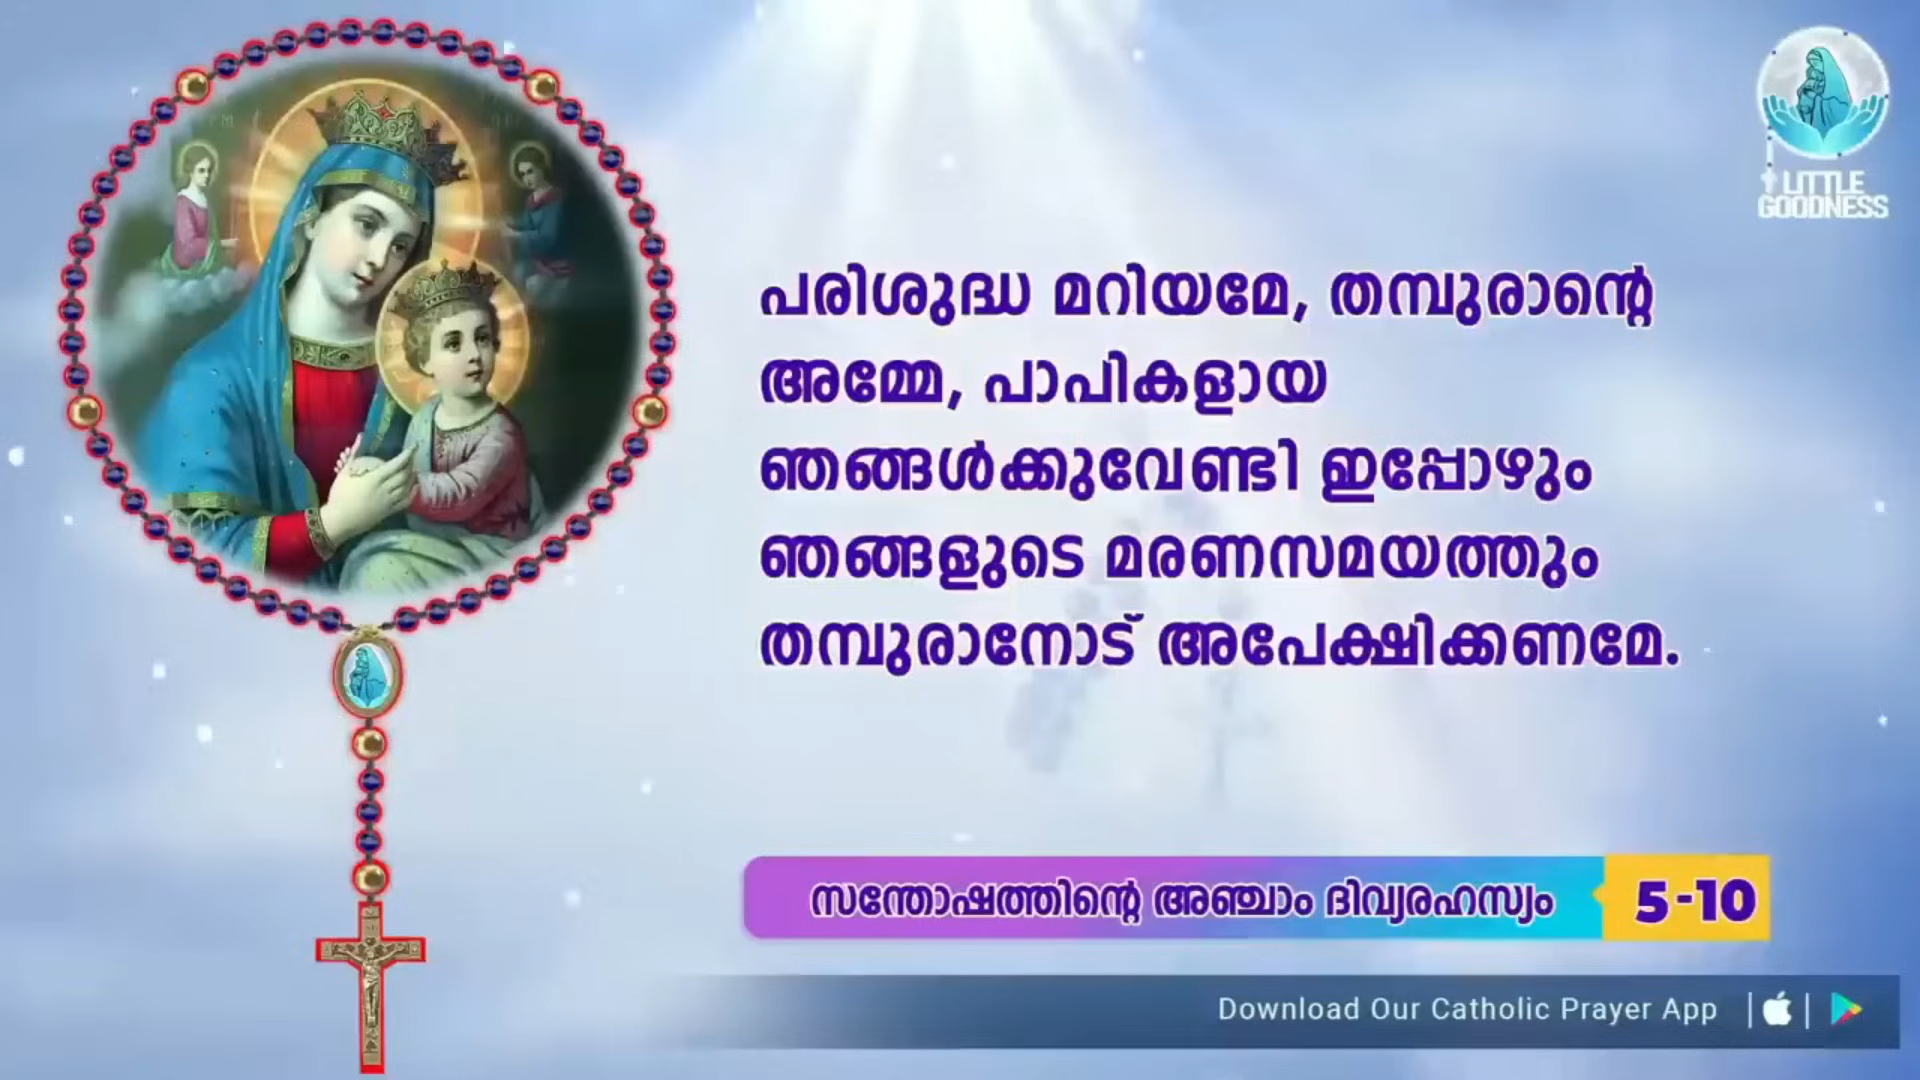 LITTLE
GOODNESS
പരിശുദ്ധ മറിയമേ, തമ്പുരാന്റെ
അമ്മേ, പാപികളായ
ഞങ്ങൾക്കുവേണ്ടി ഇപ്പോഴും
ഞങ്ങളുടെ മരണസമയത്തും
തമ്പുരാനോട് അപേക്ഷിക്കണമേ.
സന്തോഷത്തിന്റെ അഞ്ചാം ദിവ്യരഹസ്യം 5-10
Download Our Catholic Prayer App